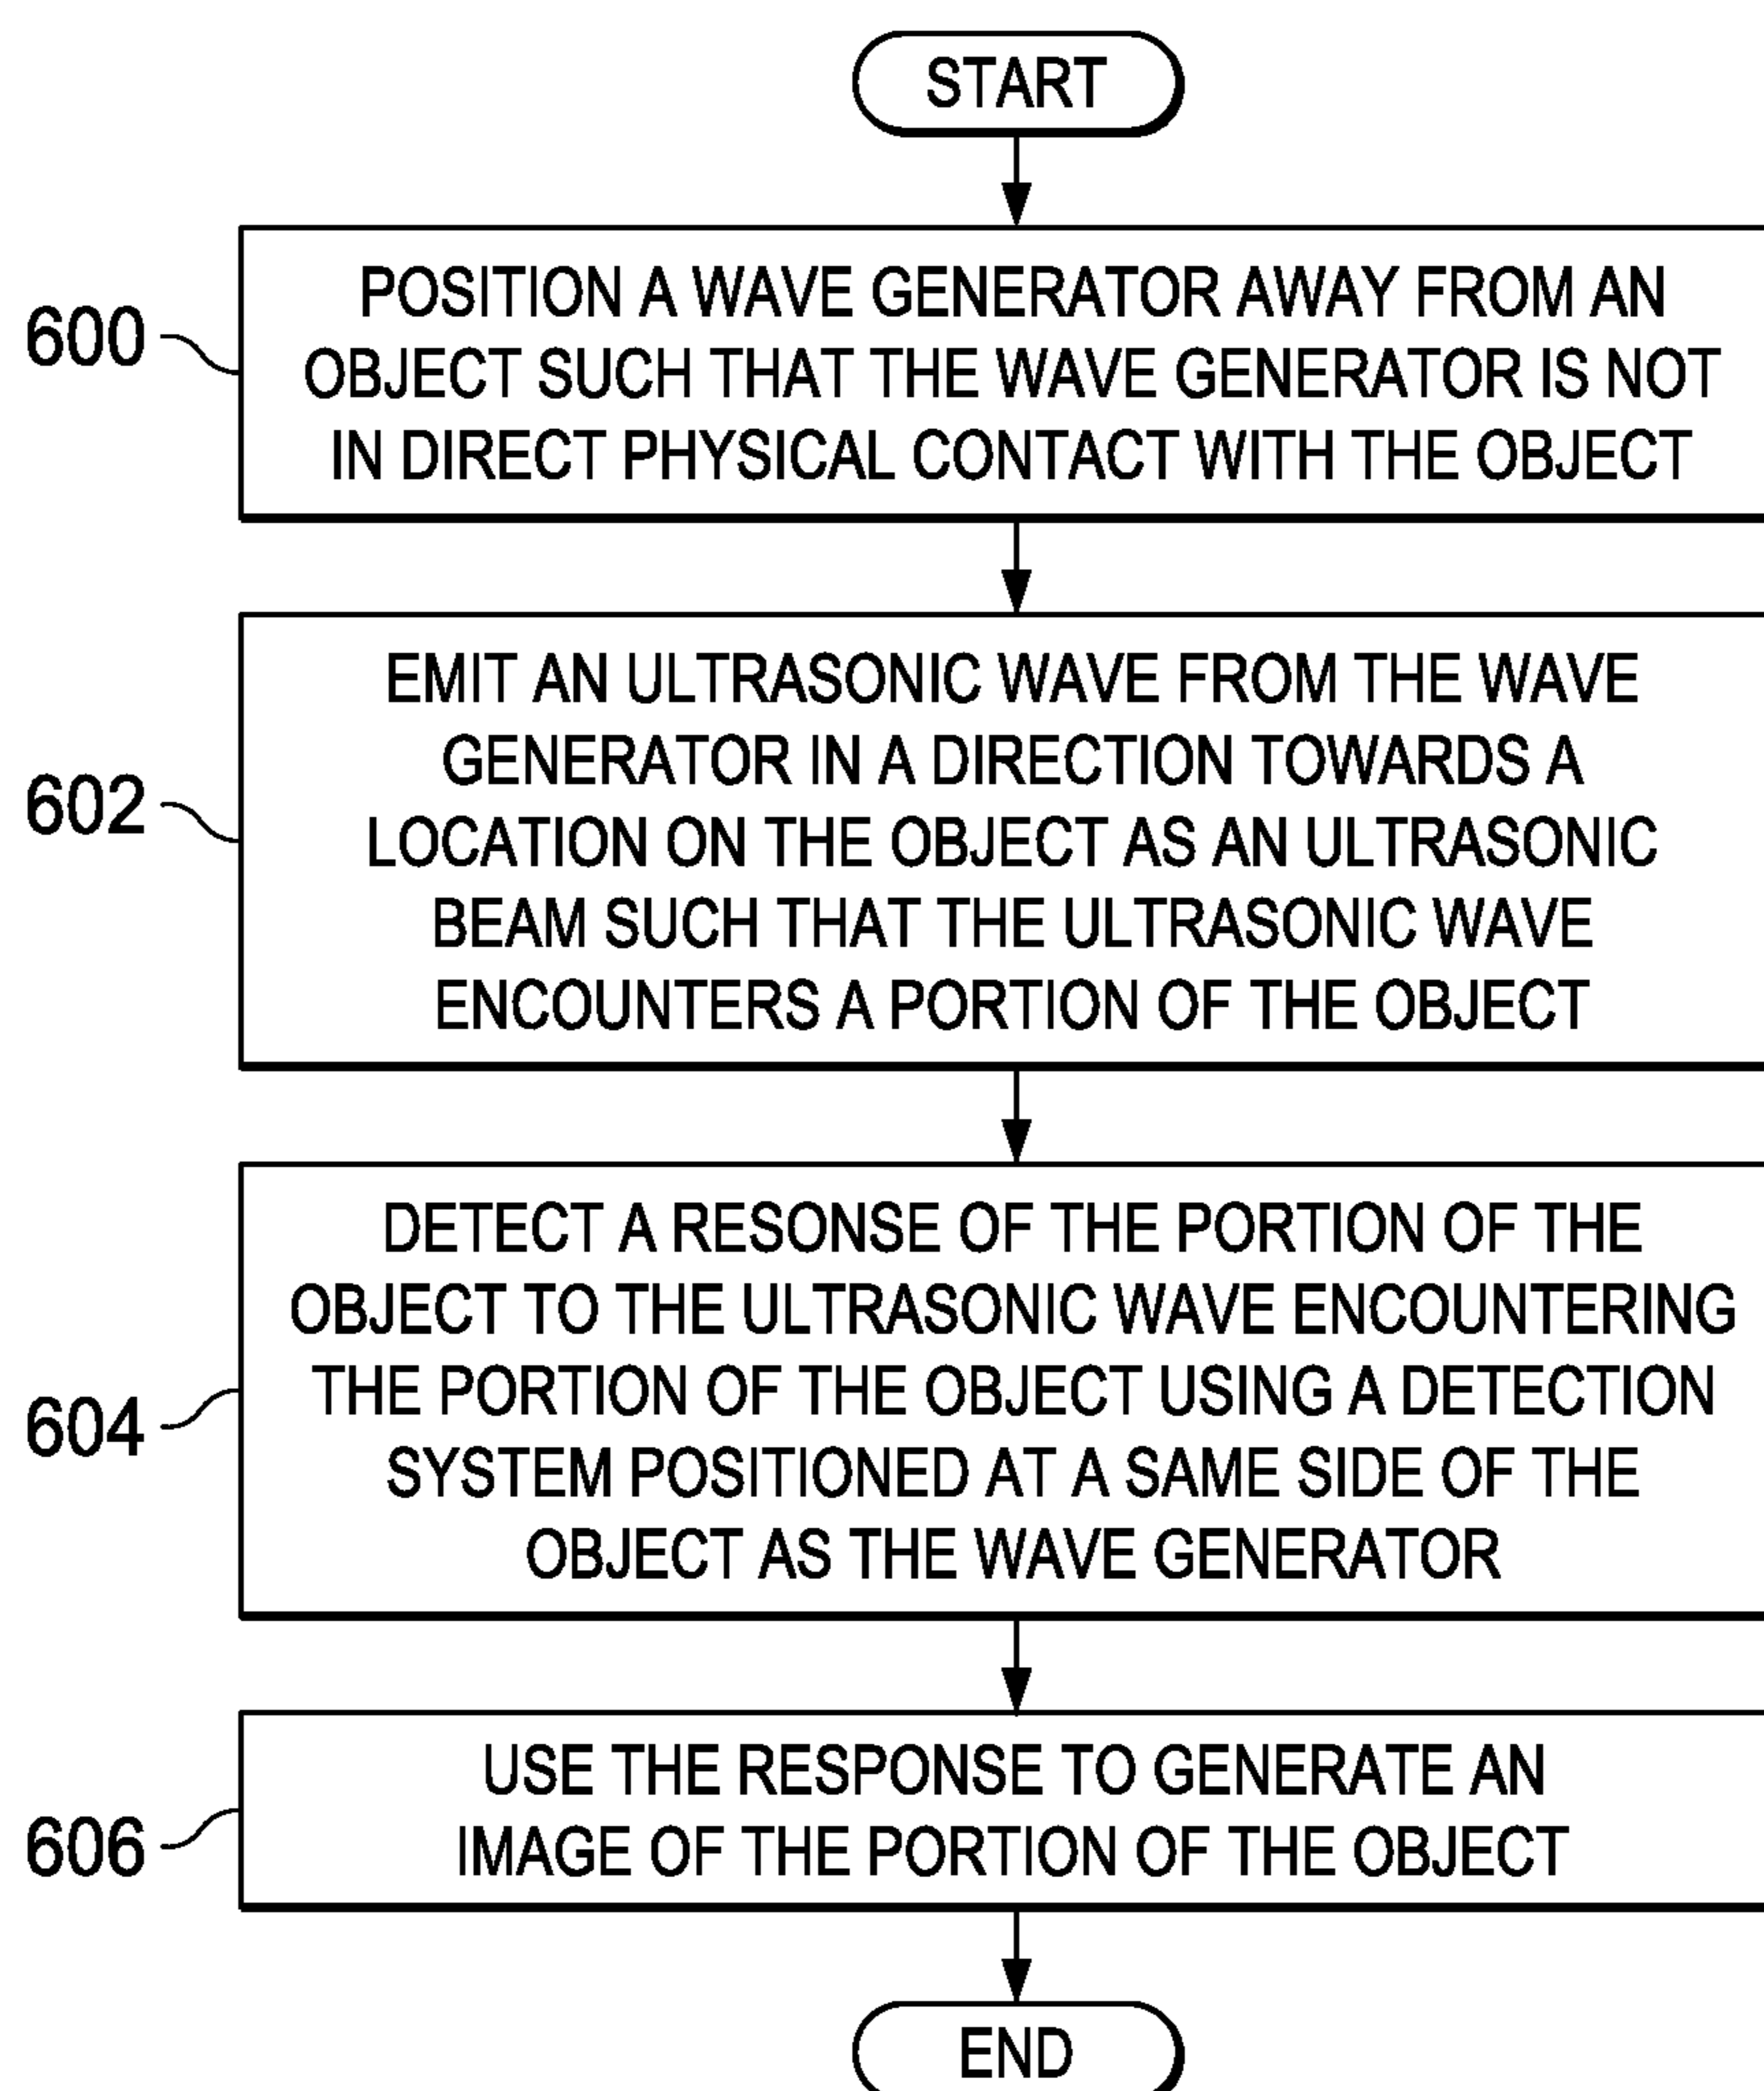 START
600
POSITION A WAVE GENERATOR AWAY FROM AN
OBJECT SUCH THAT THE WAVE GENERATOR IS NOT
IN DIRECT PHYSICAL CONTACT WITH THE OBJECT
602
EMIT AN ULTRASONIC WAVE FROM THE WAVE
GENERATOR IN A DIRECTION TOWARDS A
LOCATION ON THE OBJECT AS AN ULTRASONIC
BEAM SUCH THAT THE ULTRASONIC WAVE
ENCOUNTERS A PORTION OF THE OBJECT
604
DETECT A RESONSE OF THE PORTION OF THE
OBJECT TO THE ULTRASONIC WAVE ENCOUNTERING
THE PORTION OF THE OBJECT USING A DETECTION
SYSTEM POSITIONED AT A SAME SIDE OF THE
OBJECT AS THE WAVE GENERATOR
606
USE THE RESPONSE TO GENERATE AN
IMAGE OF THE PORTION OF THE OBJECT
END